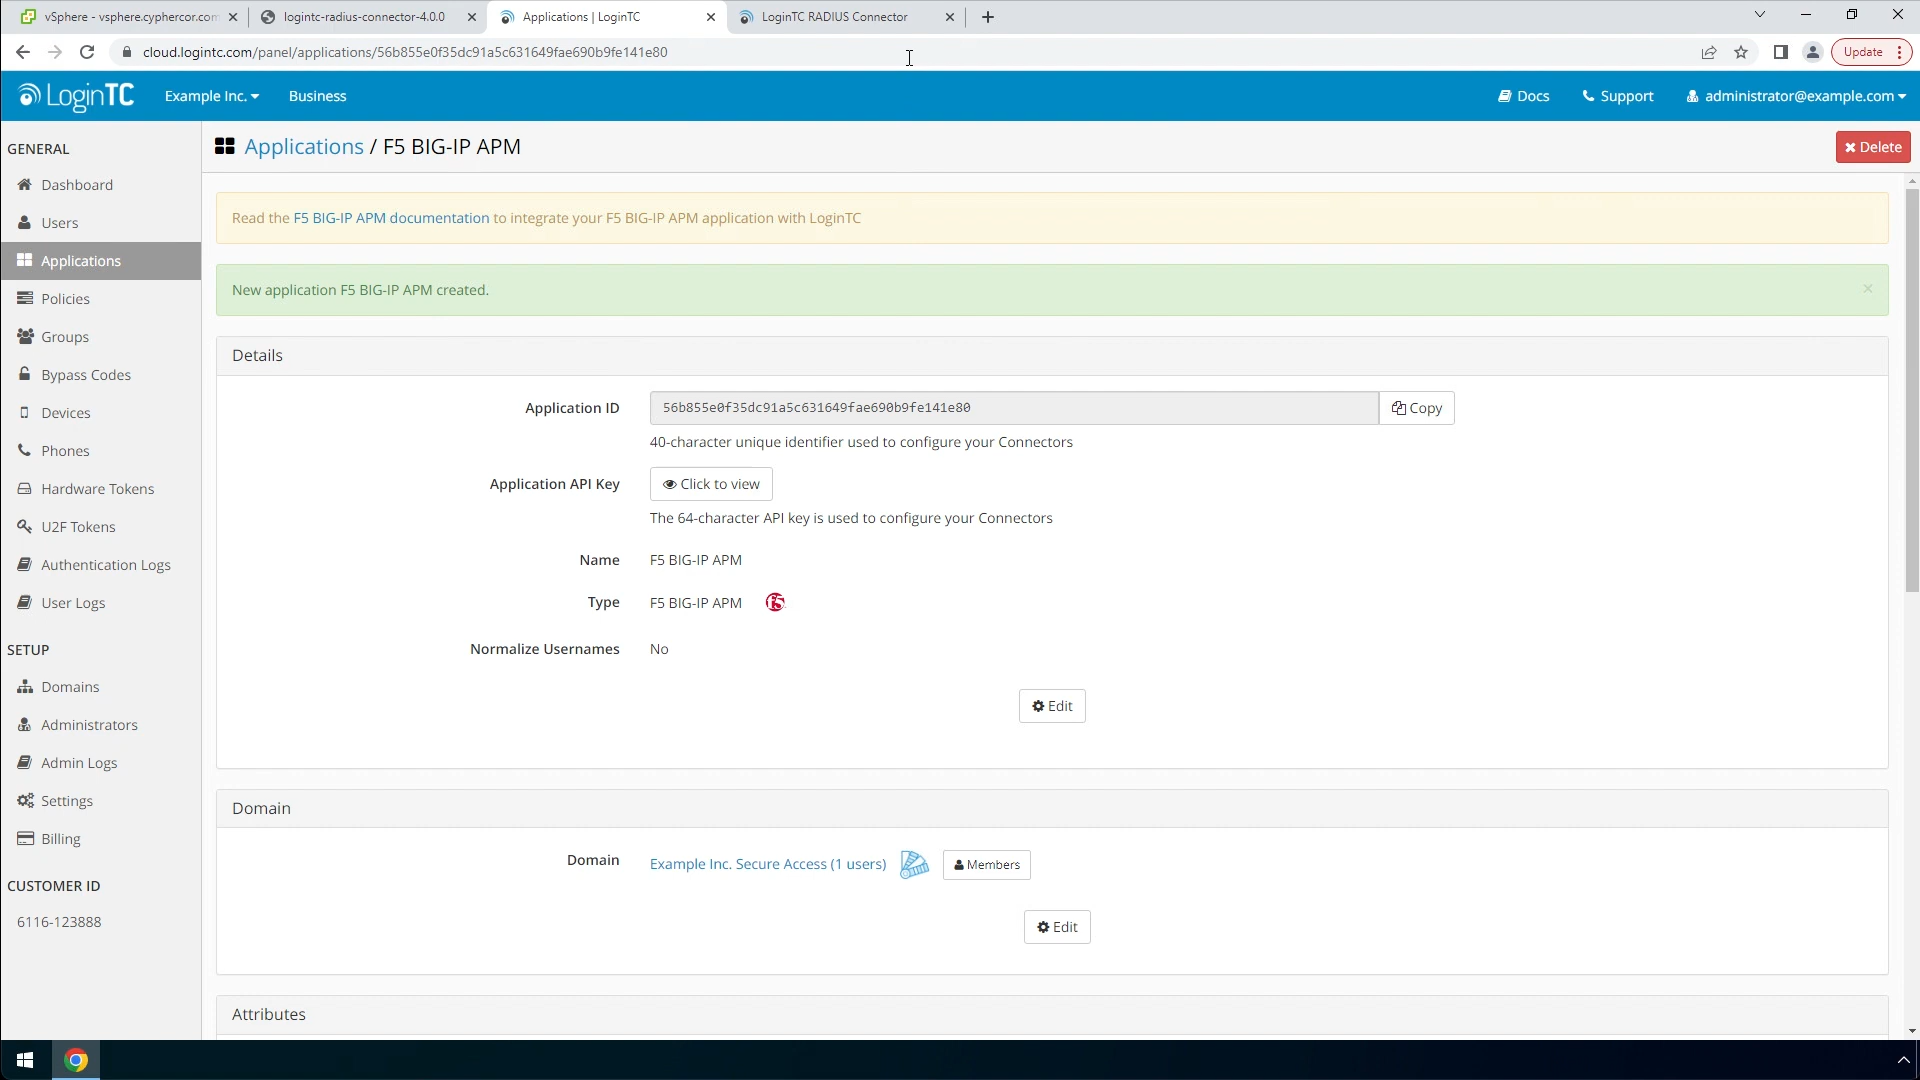 vSphere - vsphere.cyphercor.com
logintc-radius-connector-4.0.0
Applications | LoginTC
LoginTC RADIUS Connector
cloud.logintc.com/panel/applications/56b855e0f35dc91a5c631649fae690b9fe141e80
Update
LoginTC
Example Inc.
Business
Docs
Support
administrator@example.com
GENERAL
Dashboard
Users
Applications
Policies
Groups
Bypass Codes
Devices
Phones
Hardware Tokens
U2F Tokens
Authentication Logs
User Logs
SETUP
Domains
Administrators
Admin Logs
Settings
Billing
CUSTOMER ID
6116-123888
Applications / F5 BIG-IP APM
Delete
Read the F5 BIG-IP APM documentation to integrate your F5 BIG-IP APM application with LoginTC
New application F5 BIG-IP APM created.
Details
Application ID 56b855e0f35dc91a5c631649fae690b9fe141e80 Copy
40-character unique identifier used to configure your Connectors
Application API Key Click to view
The 64-character API key is used to configure your Connectors
Name F5 BIG-IP APM
Type F5 BIG-IP APM f5
Normalize Usernames No
Edit
Domain
Domain Example Inc. Secure Access (1 users) Members
Edit
Attributes